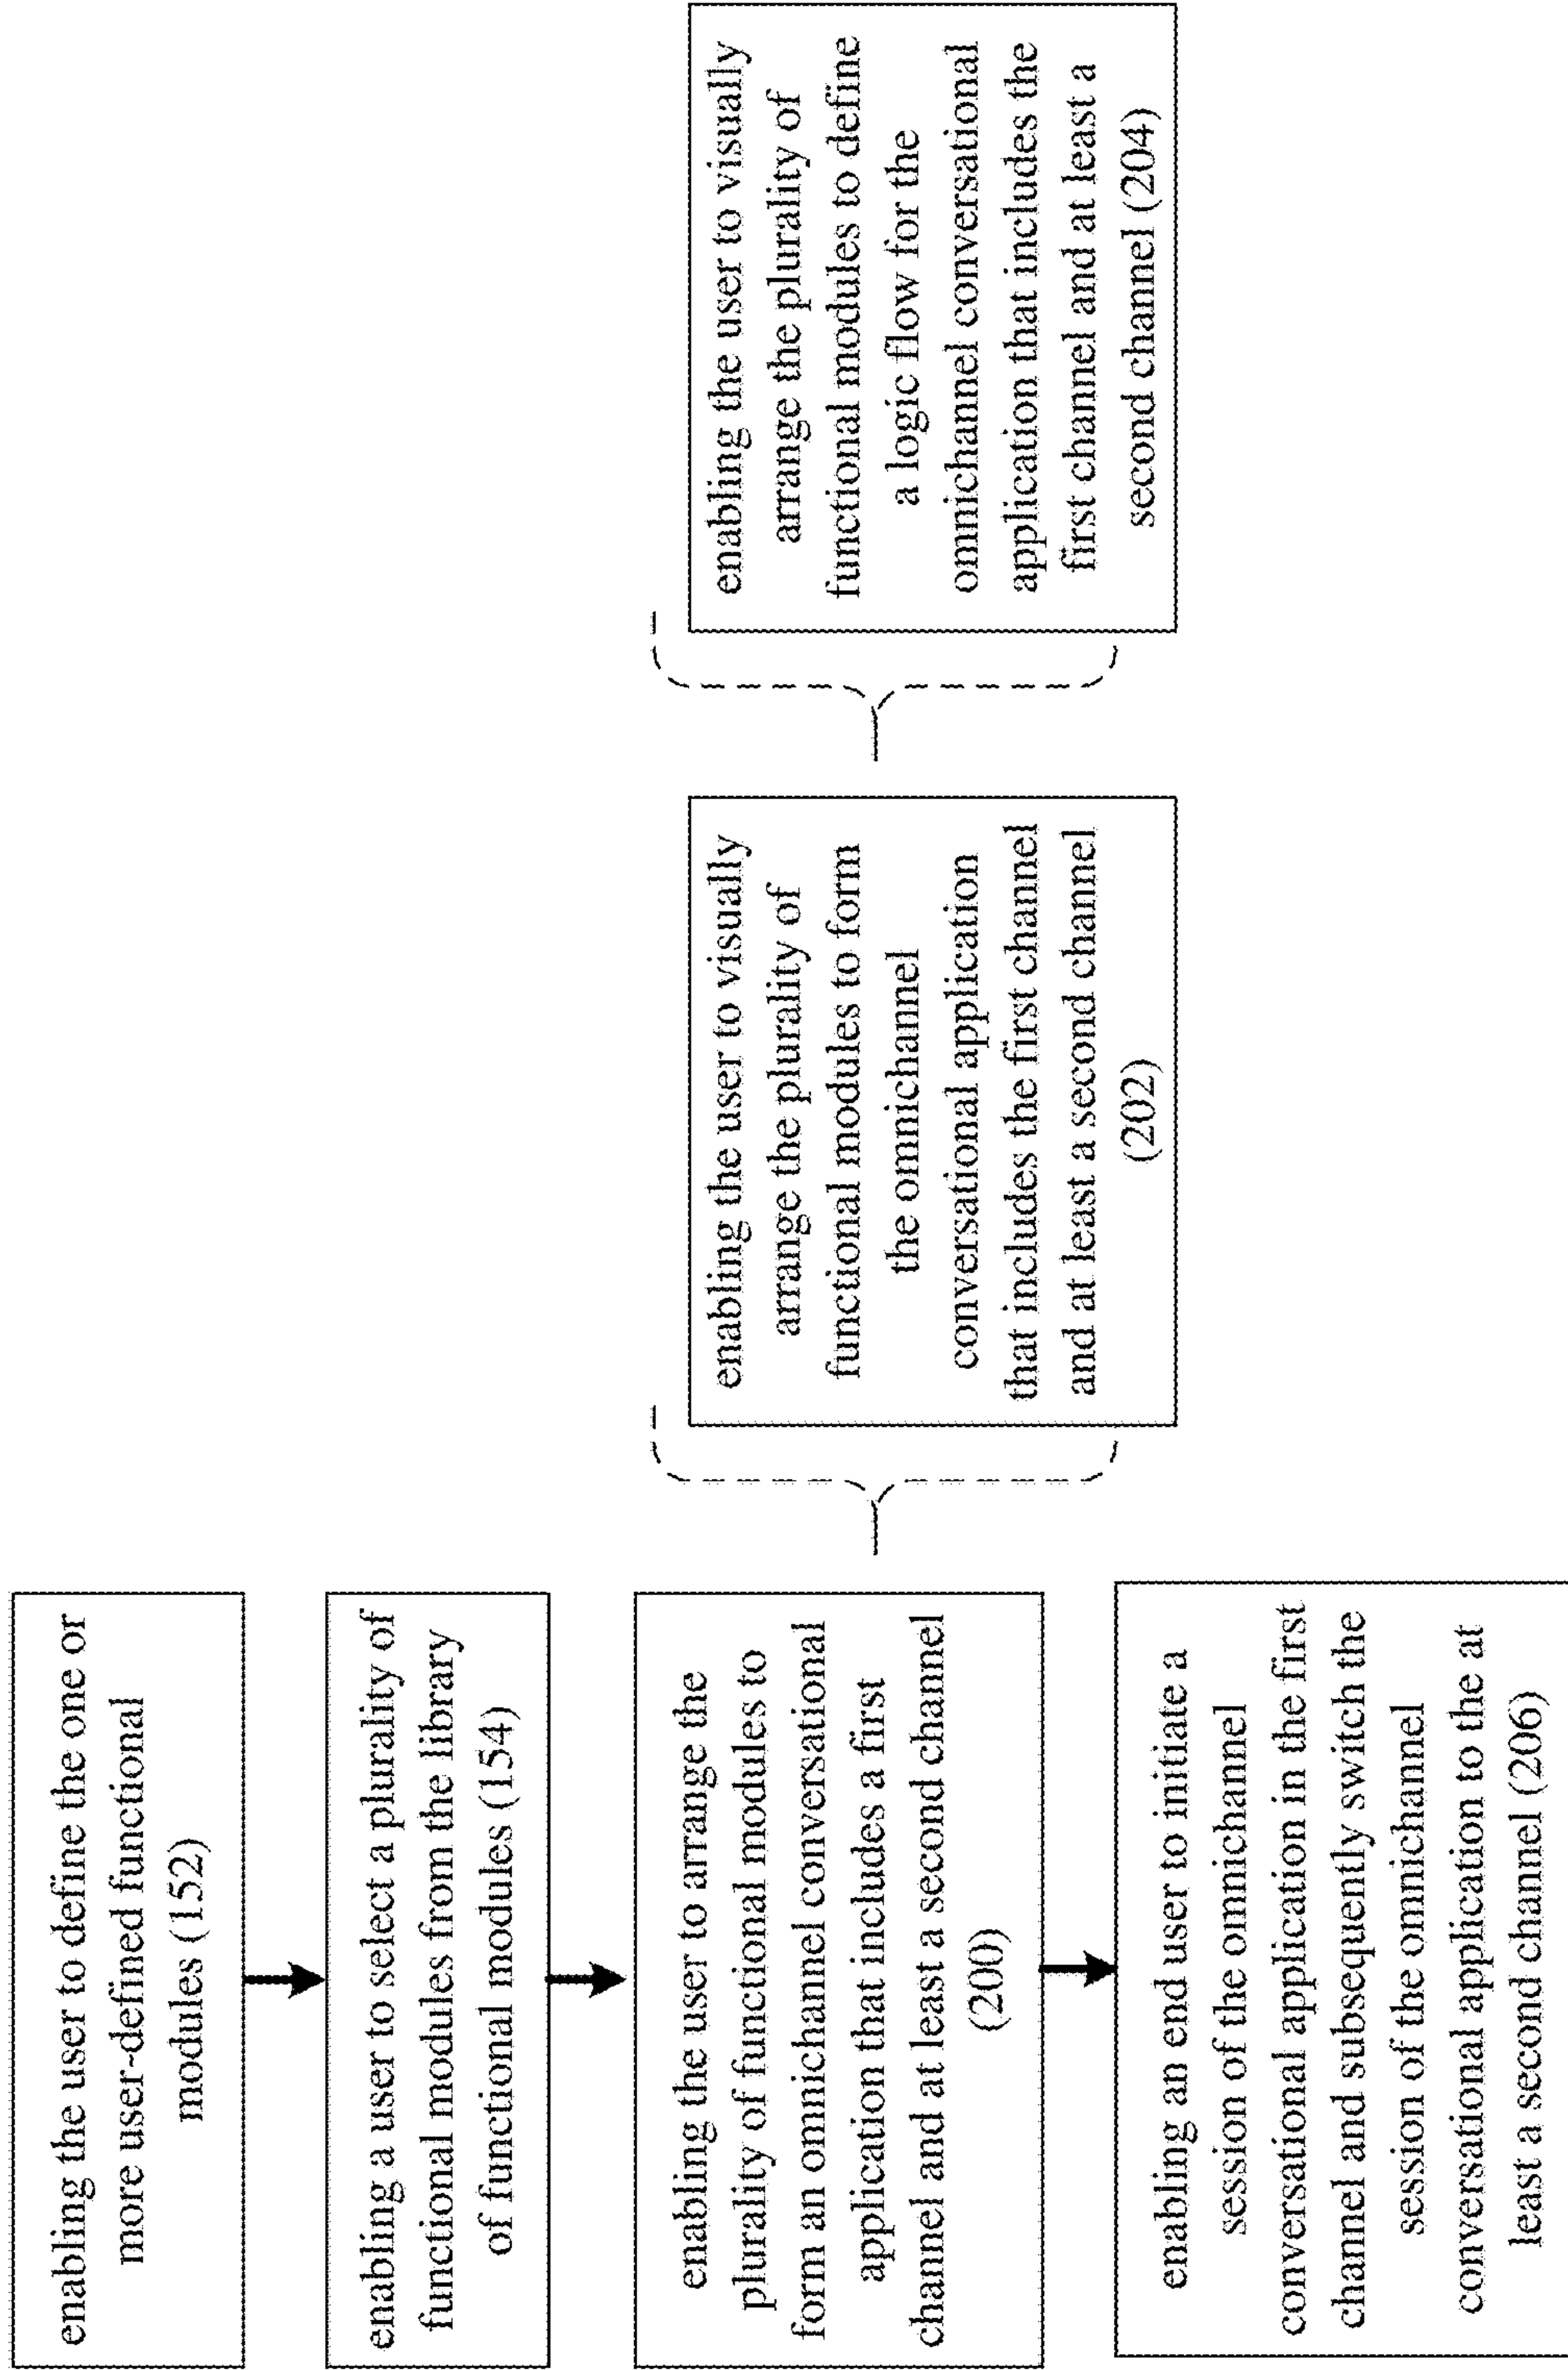 enabling the user to define the one or
more user-defined functional
modules (152)
enabling a user to select a plurality of
functional modules from the library
of functional modules (154)
enabling the user to arrange the
plurality of functional modules to
form an omnichannel conversational
application that includes a first
channel and at least a second channel
(200)
enabling the user to visually
arrange the plurality of
functional modules to form
the omnichannel
conversational application
that includes the first channel
and at least a second channel
(202)
enabling the user to visually
arrange the plurality of
functional modules to define
a logic flow for the
omnichannel conversational
application that includes the
first channel and at least a
second channel (204)
enabling an end user to initiate a
session of the omnichannel
conversational application in the first
channel and subsequently switch the
session of the omnichannel
conversational application to the at
least a second channel (206)